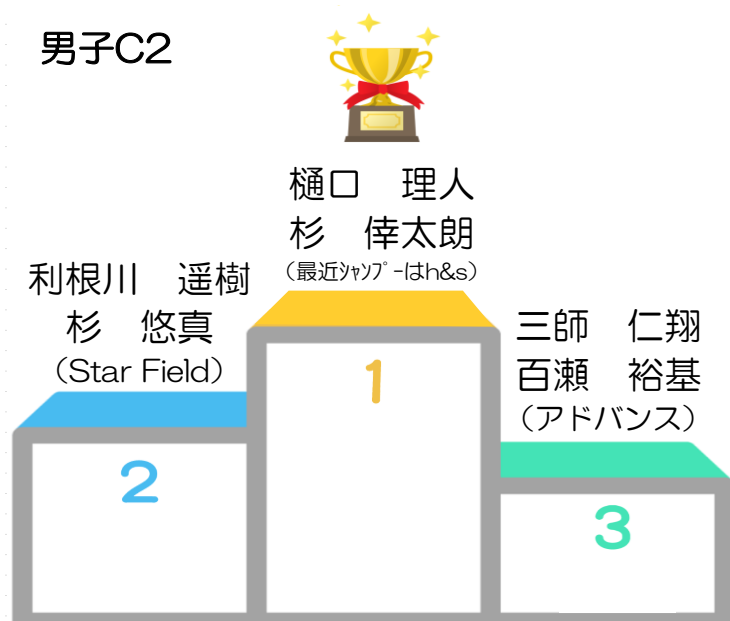 男子C2
樋口　理人
杉　倖太朗
（最近ｼｬﾝﾌﾟｰはh&s）
利根川　遥樹
杉　悠真
（Star Field）
三師　仁翔
百瀬　裕基
（アドバンス）
1
2
3